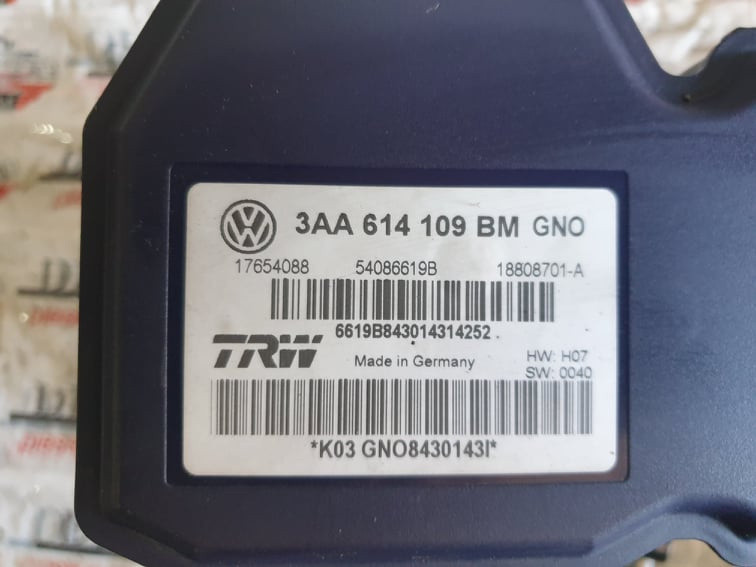 3AA 614 109 BM GNO
17654088 54086619B 18808701-A
6619B843014314252
TRW Made in Germany HW: H07
SW: 0040
*K03 GNO8430143I*